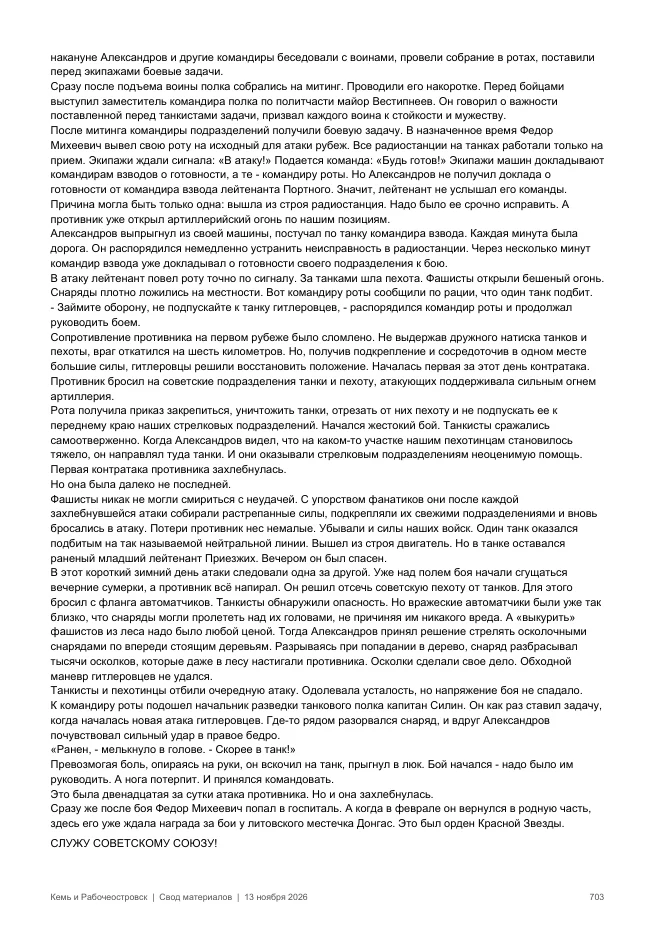 накануне Александров и другие командиры беседовали с воинами, провели собрание в ротах, поставили
перед экипажами боевые задачи.
Сразу после подъема воины полка собрались на митинг. Проводили его накоротке. Перед бойцами
выступил заместитель командира полка по политчасти майор Вестипнеев. Он говорил о важности
поставленной перед танкистами задачи, призвал каждого воина к стойкости и мужеству.
После митинга командиры подразделений получили боевую задачу. В назначенное время Федор
Михеевич вывел свою роту на исходный для атаки рубеж. Все радиостанции на танках работали только на
прием. Экипажи ждали сигнала: «В атаку!» Подается команда: «Будь готов!» Экипажи машин докладывают
командирам взводов о готовности, а те - командиру роты. Но Александров не получил доклада о
готовности от командира взвода лейтенанта Портного. Значит, лейтенант не услышал его команды.
Причина могла быть только одна: вышла из строя радиостанция. Надо было ее срочно исправить. А
противник уже открыл артиллерийский огонь по нашим позициям.
Александров выпрыгнул из своей машины, постучал по танку командира взвода. Каждая минута была
дорога. Он распорядился немедленно устранить неисправность в радиостанции. Через несколько минут
командир взвода уже докладывал о готовности своего подразделения к бою.
В атаку лейтенант повел роту точно по сигналу. За танками шла пехота. Фашисты открыли бешеный огонь.
Снаряды плотно ложились на местности. Вот командиру роты сообщили по рации, что один танк подбит.
- Займите оборону, не подпускайте к танку гитлеровцев, - распорядился командир роты и продолжал
руководить боем.
Сопротивление противника на первом рубеже было сломлено. Не выдержав дружного натиска танков и
пехоты, враг откатился на шесть километров. Но, получив подкрепление и сосредоточив в одном месте
большие силы, гитлеровцы решили восстановить положение. Началась первая за этот день контратака.
Противник бросил на советские подразделения танки и пехоту, атакующих поддерживала сильным огнем
артиллерия.
Рота получила приказ закрепиться, уничтожить танки, отрезать от них пехоту и не подпускать ее к
переднему краю наших стрелковых подразделений. Начался жестокий бой. Танкисты сражались
самоотверженно. Когда Александров видел, что на каком-то участке нашим пехотинцам становилось
тяжело, он направлял туда танки. И они оказывали стрелковым подразделениям неоценимую помощь.
Первая контратака противника захлебнулась.
Но она была далеко не последней.
Фашисты никак не могли смириться с неудачей. С упорством фанатиков они после каждой
захлебнувшейся атаки собирали растрепанные силы, подкрепляли их свежими подразделениями и вновь
бросались в атаку. Потери противник нес немалые. Убывали и силы наших войск. Один танк оказался
подбитым на так называемой нейтральной линии. Вышел из строя двигатель. Но в танке оставался
раненый младший лейтенант Приезжих. Вечером он был спасен.
В этот короткий зимний день атаки следовали одна за другой. Уже над полем боя начали сгущаться
вечерние сумерки, а противник всё напирал. Он решил отсечь советскую пехоту от танков. Для этого
бросил с фланга автоматчиков. Танкисты обнаружили опасность. Но вражеские автоматчики были уже так
близко, что снаряды могли пролететь над их головами, не причиняя им никакого вреда. А «выкурить»
фашистов из леса надо было любой ценой. Тогда Александров принял решение стрелять осколочными
снарядами по впереди стоящим деревьям. Разрываясь при попадании в дерево, снаряд разбрасывал
тысячи осколков, которые даже в лесу настигали противника. Осколки сделали свое дело. Обходной
маневр гитлеровцев не удался.
Танкисты и пехотинцы отбили очередную атаку. Одолевала усталость, но напряжение боя не спадало.
К командиру роты подошел начальник разведки танкового полка капитан Силин. Он как раз ставил задачу,
когда началась новая атака гитлеровцев. Где-то рядом разорвался снаряд, и вдруг Александров
почувствовал сильный удар в правое бедро.
«Ранен, - мелькнуло в голове. - Скорее в танк!»
Превозмогая боль, опираясь на руки, он вскочил на танк, прыгнул в люк. Бой начался - надо было им
руководить. А нога потерпит. И принялся командовать.
Это была двенадцатая за сутки атака противника. Но и она захлебнулась.
Сразу же после боя Федор Михеевич попал в госпиталь. А когда в феврале он вернулся в родную часть,
здесь его уже ждала награда за бои у литовского местечка Донгас. Это был орден Красной Звезды.
СЛУЖУ СОВЕТСКОМУ СОЮЗУ!
Кемь и Рабочеостровск | Свод материалов | 13 ноября 2026
703